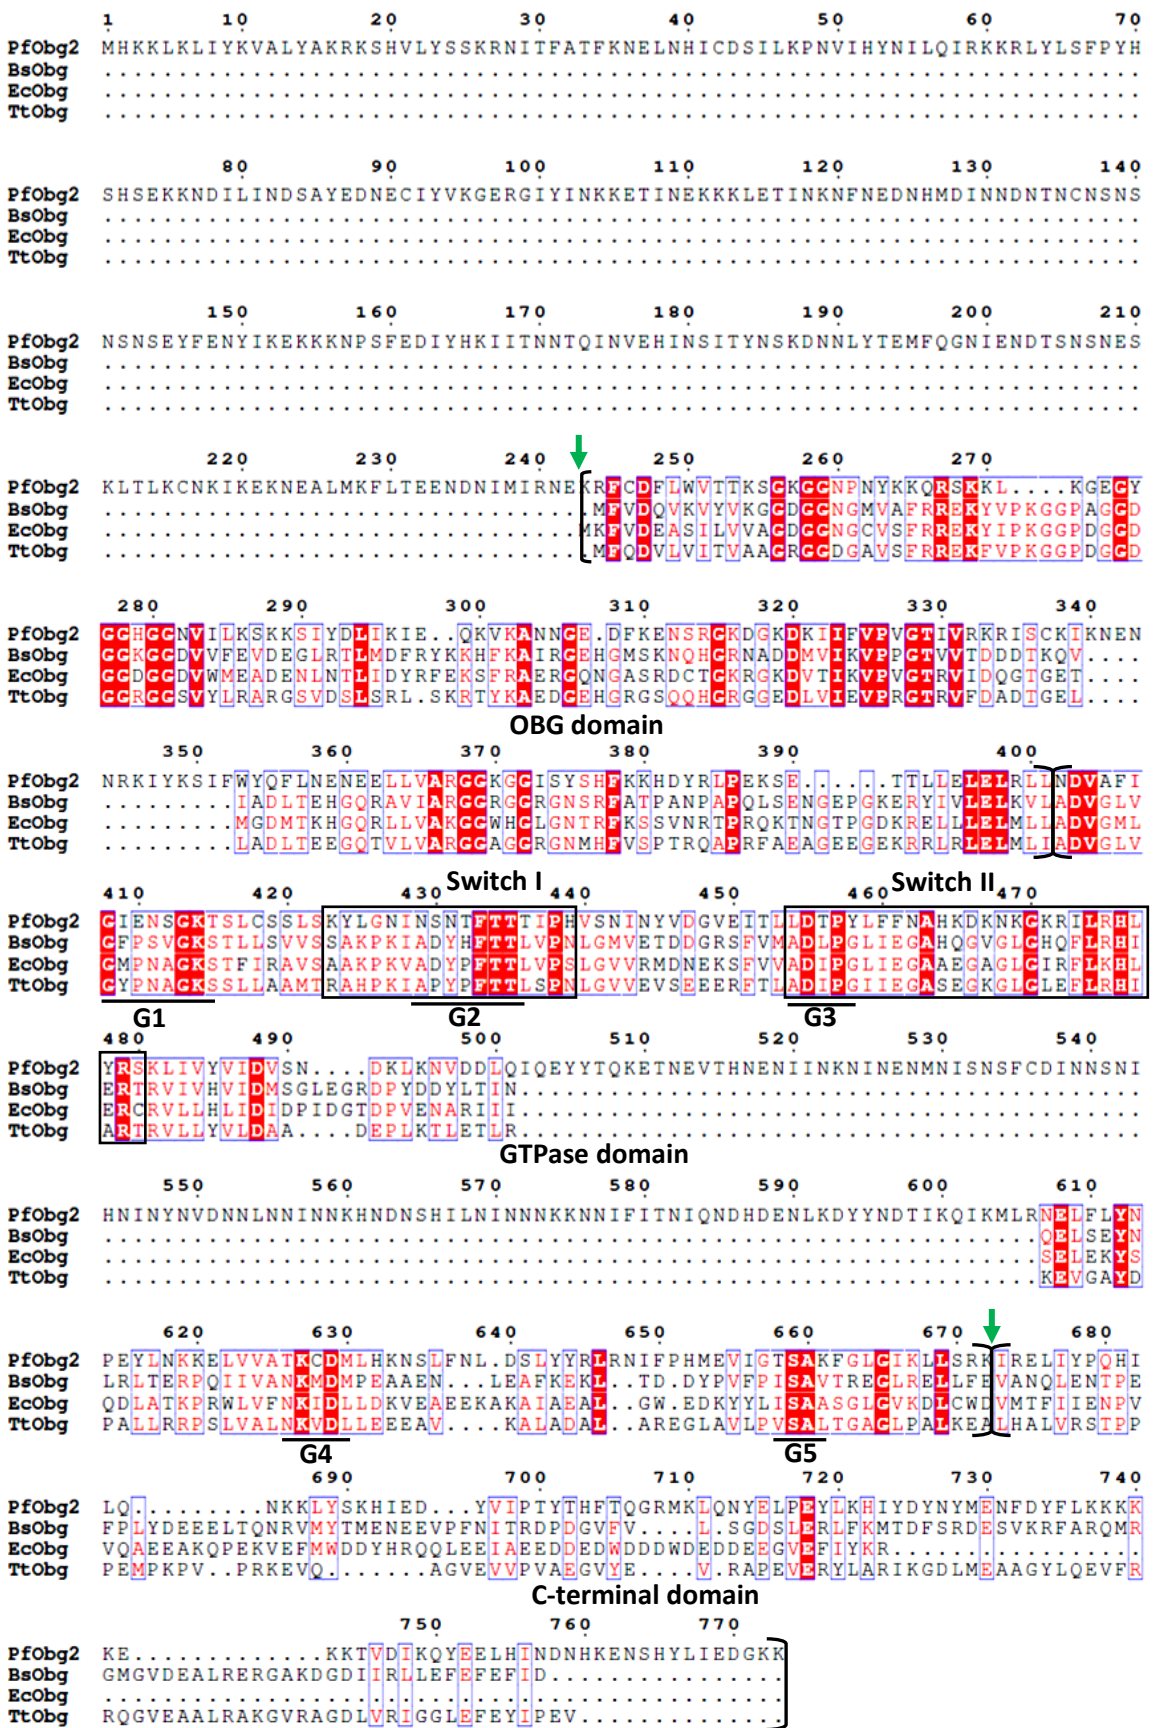 1 10 20 30 40 50 60 70
PfObg2 MHKKLKLIYKVALYAKRKSHVLYSSKRNITFATFKNELNHICDSILKPNVIHYNILQIRKKRLYLSFPYH
BsObg ......................................................................
EcObg ......................................................................
TtObg ......................................................................
80 90 100 110 120 130 140
PfObg2 SHSEKKNDILINDSAYEDNECIYVKGERGIYINKKETINEKKKLETINKNFNEDNHMDINNDNTNCNSNS
BsObg ......................................................................
EcObg ......................................................................
TtObg ......................................................................
150 160 170 180 190 200 210
PfObg2 NSNSEYFENYIKEKKKNPSFEDIYHKIITNNTQINVEHINSITYNSKDNNLYTEMFQGNIENDTSNSNES
BsObg ......................................................................
EcObg ......................................................................
TtObg ......................................................................
220 230 240 250 260 270
PfObg2 KLTLKCNKIKEKNEALMKFLTEENDNIMIRNEKRFCDFLWVTTKSGKGGNPNYKKQRSKKL....KGEGY
BsObg .................................MFVDQVKVYVKGGDGGNGMVAFRREKYVPKGGPAGGD
EcObg ................................MKFVDEASILVVAGDGGNGCVSFRREKYIPKGGPDGGD
TtObg .................................MFQDVLVITVAAGRGGDGAVSFRREKFVPKGGPDGGD
280 290 300 310 320 330 340
PfObg2 GGHGGNVILKSKKSIYDLIKIE..QKVKANNGE.DFKENSRGKDGKDKIIFVPVGTIVRKRISCKIKNEN
BsObg GGKGGDVVFEVDEGLRTLMDFRYKKHFKAIRGEHGMSKNQHGRNADDMVIKVPPGTVVTDDDTKQV....
EcObg GGDGGDVWMEADENLNTLIDYRFEKSFRAERGQNGASRDCTGKRGKDVTIKVPVGTRVIDQGTGET....
TtObg GGRGGSVYLRARGSVDSLSRL.SKRTYKAEDGEHGRGSQQHGRGGEDLVIEVPRGTRVFDADTGEL....
OBG domain
350 360 370 380 390 400
PfObg2 NRKIYKSIFWYQFLNENEELLVARGGKGGISYSHFKKHDYRLPEKSE.....TTLLELELRLLNDVAFI
BsObg .........IADLTEHGQRAVIARGGRGGRGNSRFATPANPAPQLSENGEPGKERYIVLELKVLADVGLV
EcObg .........MGDMTKHGQRLLVAKGGWHGLGNTRFKSSVNRTPRQKTNGTPGDKRELLLELMLLADVGML
TtObg .........LADLTEEGQTVLVARGGAGGRGNMHFVSPTRQAPRFAEAGEEGEKRRLRLELMLIADVGLV
Switch I Switch II
410 420 430 440 450 460 470
PfObg2 GIENSGKTSLCSSLSKYLGNINSNTFTTTIPHVSNINYVDGVEITLLDTPYLFFNAHKDKNKGKRILRHL
BsObg GFPSVGKSTLLSVVSSAKPKIADYHFTTLVPNLGMVETDDGRSFVMADLPGLIEGAHQGVGLGHQFLRHI
EcObg GMPNAGKSTFIRAVSAAKPKVADYPFTTLVPSLGVVRMDNEKSFVVADIPGLIEGAAEGAGLGIRFLKHL
TtObg GYPNAGKSSLLAAMTRAHPKIAPYPFTTLSPNLGVVEVSEEERFTLADIPGIIEGASEGKGLGLEFLRHI
G1 G2 G3
480 490 500 510 520 530 540
PfObg2 YRSKLIVYVIDVSN....DKLKNVDDLQIQEYYTQKETNEVTHNENIINKNINENMNISNSFCDINNSNI
BsObg ERTRVIVHVIDMSGLEGRDPYDDYLTIN..........................................
EcObg ERCRVLLHLIDIDPIDGTDPVENARIII..........................................
TtObg ARTRVLLYVLDAA....DEPLKTLETLR..........................................
GTPase domain
550 560 570 580 590 600 610
PfObg2 HNINYNVDNNLNNINNKHNDNSHILNINNNKKNNIFITNIQNDHDENLKDYYNDTIKQIKMLRNELFLYN
BsObg ...............................................................QELSEYN
EcObg ...............................................................SELEKYS
TtObg ...............................................................KEVGAYD
620 630 640 650 660 670 680
PfObg2 PEYLNKKELVVATKCDMLHKNSLFNL.DSLYYRLRNIFPHMEVIGTSAKFGLGIKLLSRKIRELIYPQHI
BsObg LRLTERPQIIVANKMDMPEAAEN...LEAFKEKL..TD.DYPVFPISAVTREGLRELLFEVANQLENTPE
EcObg QDLATKPRWLVFNKIDLLDKVEAEEKAKAIAEAL..GW.EDKYYLISAASGLGVKDLCWDVMTFIIENPV
TtObg PALLRRPSLVALNKVDLLEEEAV....KALADAL..AREGLAVLPVSALTGAGLPALKEALHALVRSTPP
G4 G5
690 700 710 720 730 740
PfObg2 LQ.........NKKLYSKHIED...YVIPTYTHFTQGRMKLQNYELPEYLKHIYDYNYMENFDYFLKKKK
BsObg FPLYDEEELTQNRVMYTMENEEVPFNITRDPDGVFV....L.SGDSLERLFKMTDFSRDESVKRFARQMR
EcObg VQAEEAKQPEKVEFMWDDYHRQQLEEIAEEDDEDWDDDWDEDDEEGVEFIYKR.................
TtObg PEMPKPV..PRKEVQ......AGVEVVPVAEGVYE....V.RAPEVERYLARIKGDLMEAAGYLQEVFR
C-terminal domain
750 760 770
PfObg2 KE.............KKTVDIKQYEELHINDNHKENSHYLIEDGKK
BsObg GMGVDEALRERGAKDGDIIRLLEFEFEFID................
EcObg ..............................................
TtObg RQGVEAALRAKGVRAGDLVRIGGLEFEYIPEV..............